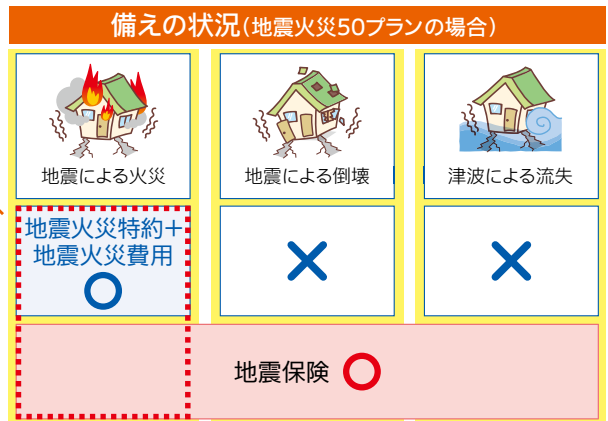 備えの状況(地震火災50プランの場合)
地震による火災
地震による倒壊
津波による流失
地震火災特約+
地震火災費用
○
×
×
地震保険 ○